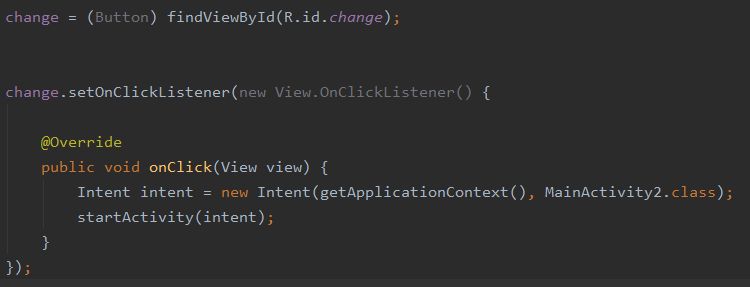 change = (Button) findViewById(R.id.change);
change.setOnClickListener(new View.OnClickListener() {
@Override
public void onClick(View view) {
Intent intent = new Intent(getApplicationContext(), MainActivity2.class);
startActivity(intent);
}
});